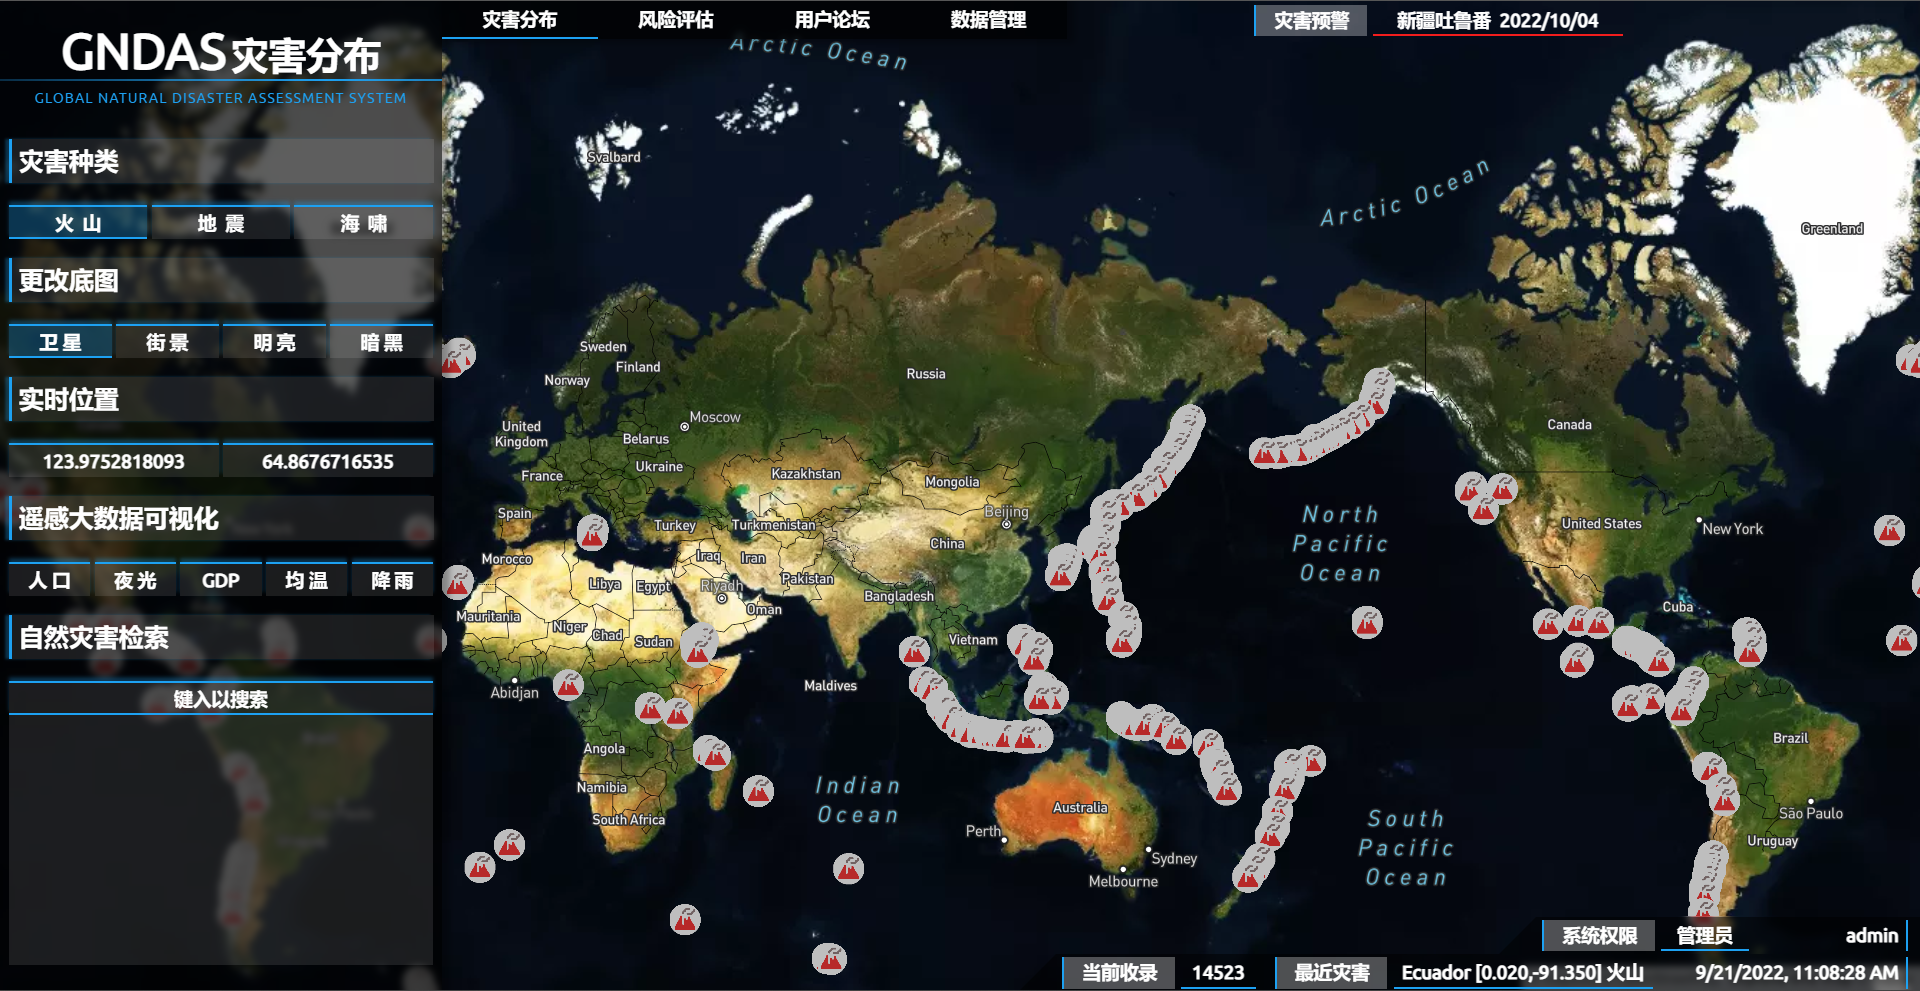 灾害分布 风险评估 用户论坛 数据管理
灾害预警 新疆吐鲁番 2022/10/04
GNDAS灾害分布
GLOBAL NATURAL DISASTER ASSESSMENT SYSTEM
灾害种类
火山 地震 海啸
更改底图
卫星 街景 明亮 暗黑
实时位置
123.9752818093 64.8676716535
遥感大数据可视化
人口 夜光 GDP 均温 降雨
自然灾害检索
键入以搜索
Arctic Ocean
Svalbard
Arctic Ocean
Greenland
Sweden
Finland
Norway
Russia
Moscow
United
Kingdom
Belarus
Canada
Ukraine
France
Kazakhstan
Mongolia
Spain
Beijing
North
Pacific
Ocean
Turkey
Turkmenistan
United States
New York
China
Morocco
Iraq
Iran
Libya
Egypt
Riyadh
Pakistan
Bangladesh
Oman
Cuba
Mauritania
Niger
Chad
Sudan
Vietnam
Abidjan
Maldives
Angola
Brazil
Namibia
Indian
Ocean
Australia
São Paulo
South Africa
South
Pacific
Ocean
Perth
Uruguay
Sydney
Melbourne
系统权限 管理员 admin
当前收录 14523 最近灾害 Ecuador [0.020,-91.350] 火山 9/21/2022, 11:08:28 AM